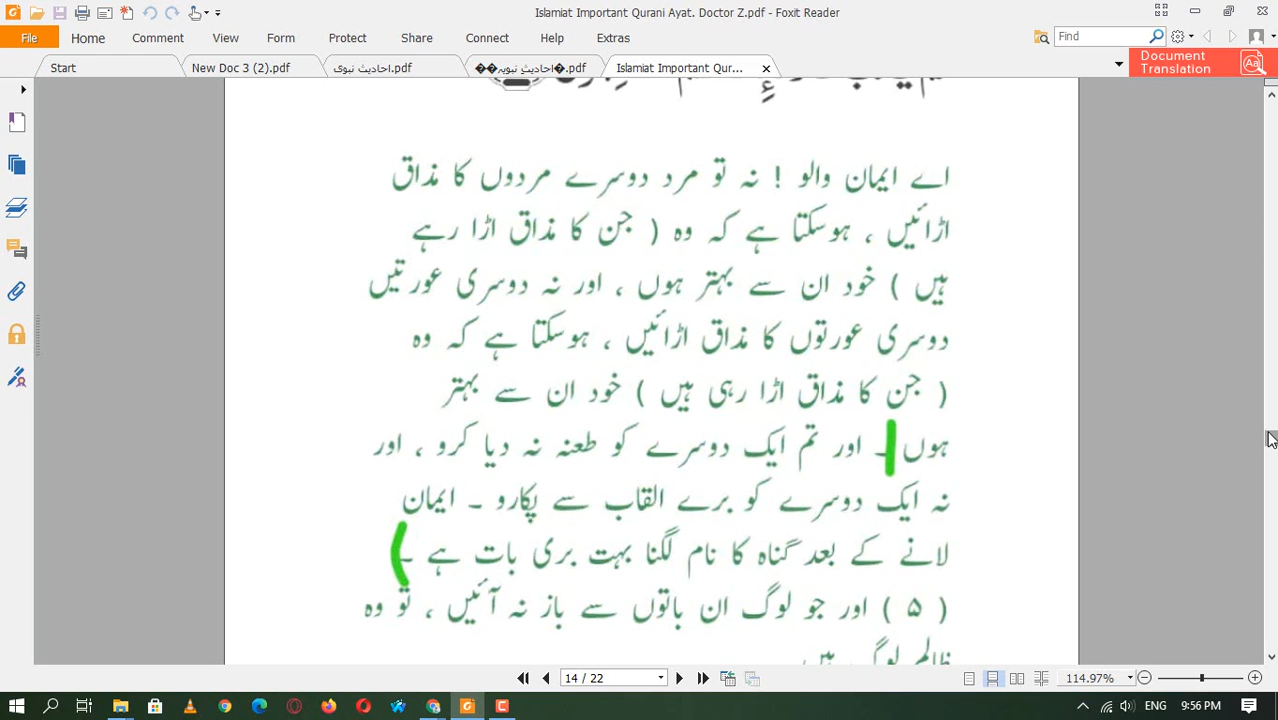 Islamiat Important Qurani Ayat. Doctor Z.pdf - Foxit Reader
File Home Comment View Form Protect Share Connect Help Extras
Find
Start
New Doc 3 (2).pdf
احادیث نبوی.pdf
احادیثِ نبویہ�.pdf��
Islamiat Important Qur...
Document Translation
اے ایمان والو ! نہ تو مرد دوسرے مردوں کا مذاق
اڑائیں ، ہوسکتا ہے کہ وہ ( جن کا مذاق اڑا رہے
ہیں ) خود ان سے بہتر ہوں ، اور نہ دوسری عورتیں
دوسری عورتوں کا مذاق اڑائیں ، ہوسکتا ہے کہ وہ
( جن کا مذاق اڑا رہی ہیں ) خود ان سے بہتر
ہوں ۔ اور تم ایک دوسرے کو طعنہ نہ دیا کرو ، اور
نہ ایک دوسرے کو برے القاب سے پکارو ۔ ایمان
لانے کے بعد گناہ کا نام لگنا بہت بری بات ہے ۔
( ۵ ) اور جو لوگ ان باتوں سے باز نہ آئیں ، تو وہ
ظالم لوگ ہیں
14 / 22
114.97%
ENG 9:56 PM